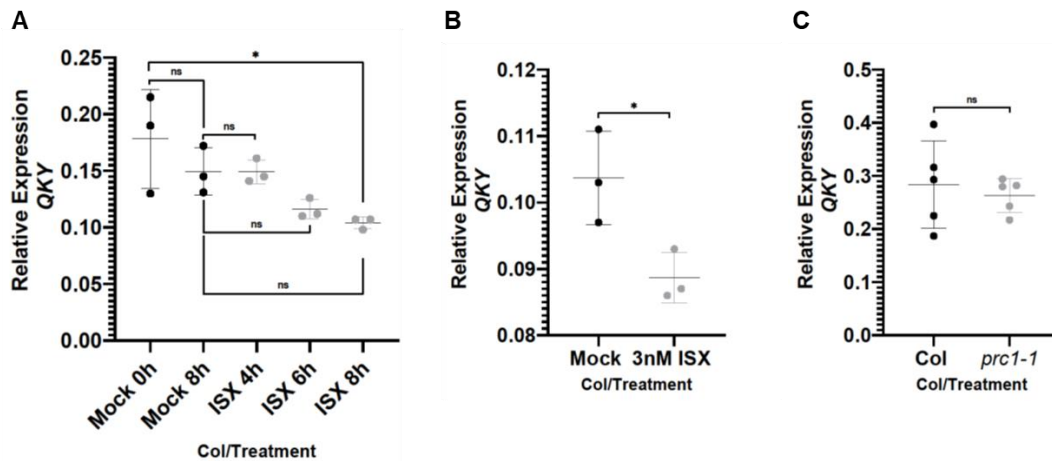 A
Relative Expression
QKY
0.25
0.20
0.15
0.10
0.05
0.00
*
ns
ns
ns
ns
Mock 0h
Mock 8h
ISX 4h
ISX 6h
ISX 8h
Col/Treatment
B
Relative Expression
QKY
0.12
0.11
0.10
0.09
0.08
*
Mock 3nM ISX
Col/Treatment
C
Relative Expression
QKY
0.5
0.4
0.3
0.2
0.1
0.0
ns
Col prc1-1
Col/Treatment